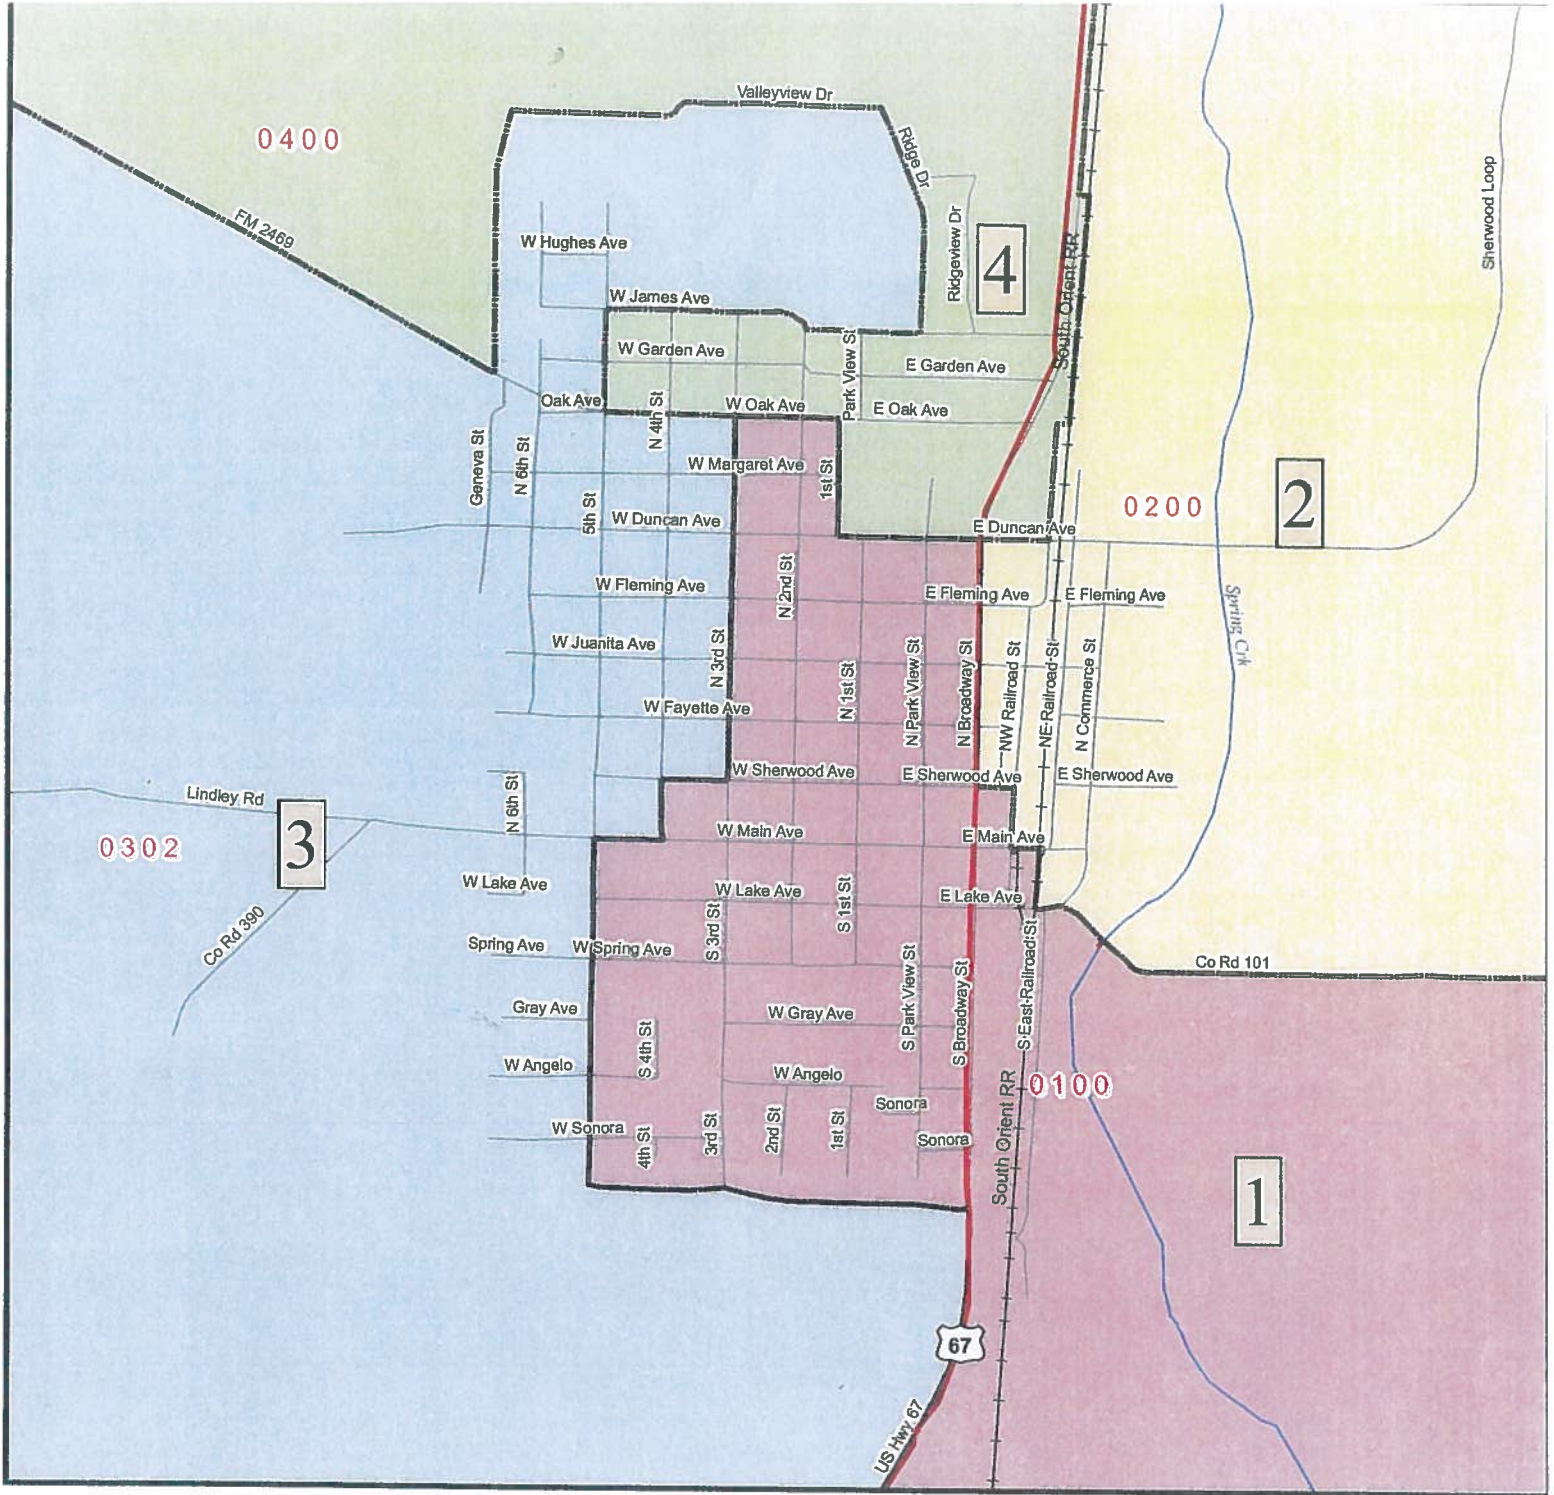 Valleyview Dr
0400
Ridge Dr
Sherwood Loop
FM 2469
W Hughes Ave
Ridgeview Dr
4
South Orient RR
W James Ave
W Garden Ave
Park View St
E Garden Ave
Oak Ave
N 4th St
W Oak Ave
E Oak Ave
Geneva St
N 6th St
W Margaret Ave
1st St
0200
2
5th St
W Duncan Ave
E Duncan Ave
N 2nd St
W Fleming Ave
E Fleming Ave
E Fleming Ave
Spring Crk
W Juanita Ave
N 3rd St
N 1st St
N Park View St
N Broadway St
NW Railroad St
NE Railroad St
N Commerce St
W Fayette Ave
W Sherwood Ave
E Sherwood Ave
E Sherwood Ave
Lindley Rd
N 6th St
W Main Ave
E Main Ave
0302
3
W Lake Ave
W Lake Ave
S 1st St
E Lake Ave
Co Rd 390
Spring Ave
W Spring Ave
S 3rd St
S Park View St
S Broadway St
S East Railroad St
Co Rd 101
Gray Ave
W Gray Ave
S 4th St
W Angelo
W Angelo
South Orient RR
0100
Sonora
W Sonora
4th St
3rd St
2nd St
1st St
Sonora
1
67
US Hwy 67